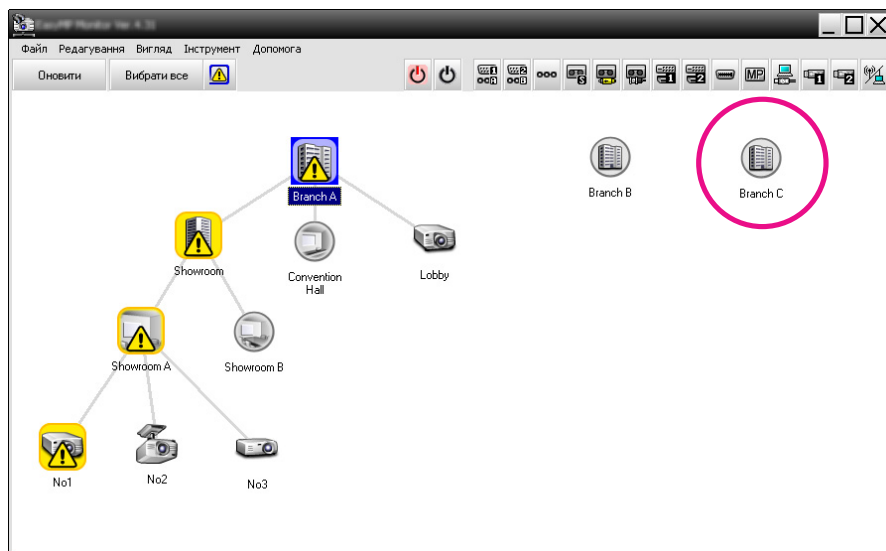 Файл Редагування Вигляд Інструмент Допомога
Оновити Вибрати все
MP
Branch A
Branch B
Branch C
Showroom
Convention
Hall
Lobby
Showroom A
Showroom B
No1
No2
No3